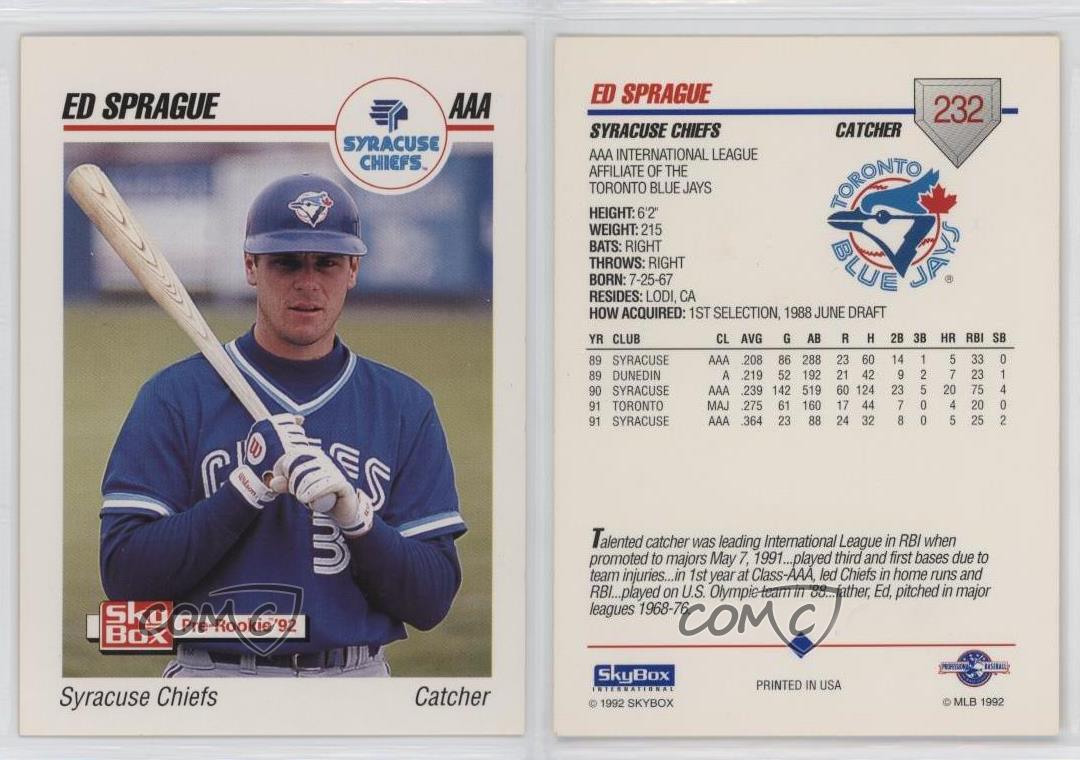 ED SPRAGUE
AAA
SYRACUSE
CHIEFS™
W
Wilson
CHIEFS
3
SkyBox
Pre-Rookie '92
Syracuse Chiefs
Catcher
COMC
ED SPRAGUE
232
SYRACUSE CHIEFS
CATCHER
AAA INTERNATIONAL LEAGUE
AFFILIATE OF THE
TORONTO BLUE JAYS
TORONTO
BLUE JAYS ®
HEIGHT: 6'2"
WEIGHT: 215
BATS: RIGHT
THROWS: RIGHT
BORN: 7-25-67
RESIDES: LODI, CA
HOW ACQUIRED: 1ST SELECTION, 1988 JUNE DRAFT
YR CLUB CL AVG G AB R H 2B 3B HR RBI SB
89 SYRACUSE AAA .208 86 288 23 60 14 1 5 33 0
89 DUNEDIN A .219 52 192 21 42 9 2 7 23 1
90 SYRACUSE AAA .239 142 519 60 124 23 5 20 75 4
91 TORONTO MAJ .275 61 160 17 44 7 0 4 20 0
91 SYRACUSE AAA .364 23 88 24 32 8 0 5 25 2
Talented catcher was leading International League in RBI when
promoted to majors May 7, 1991...played third and first bases due to
team injuries...in 1st year at Class-AAA, led Chiefs in home runs and
RBI...played on U.S. Olympic team in '88...father, Ed, pitched in major
leagues 1968-76.
COMC
SkyBox
INTERNATIONAL
© 1992 SKYBOX
PRINTED IN USA
PROFESSIONAL BASEBALL
© MLB 1992